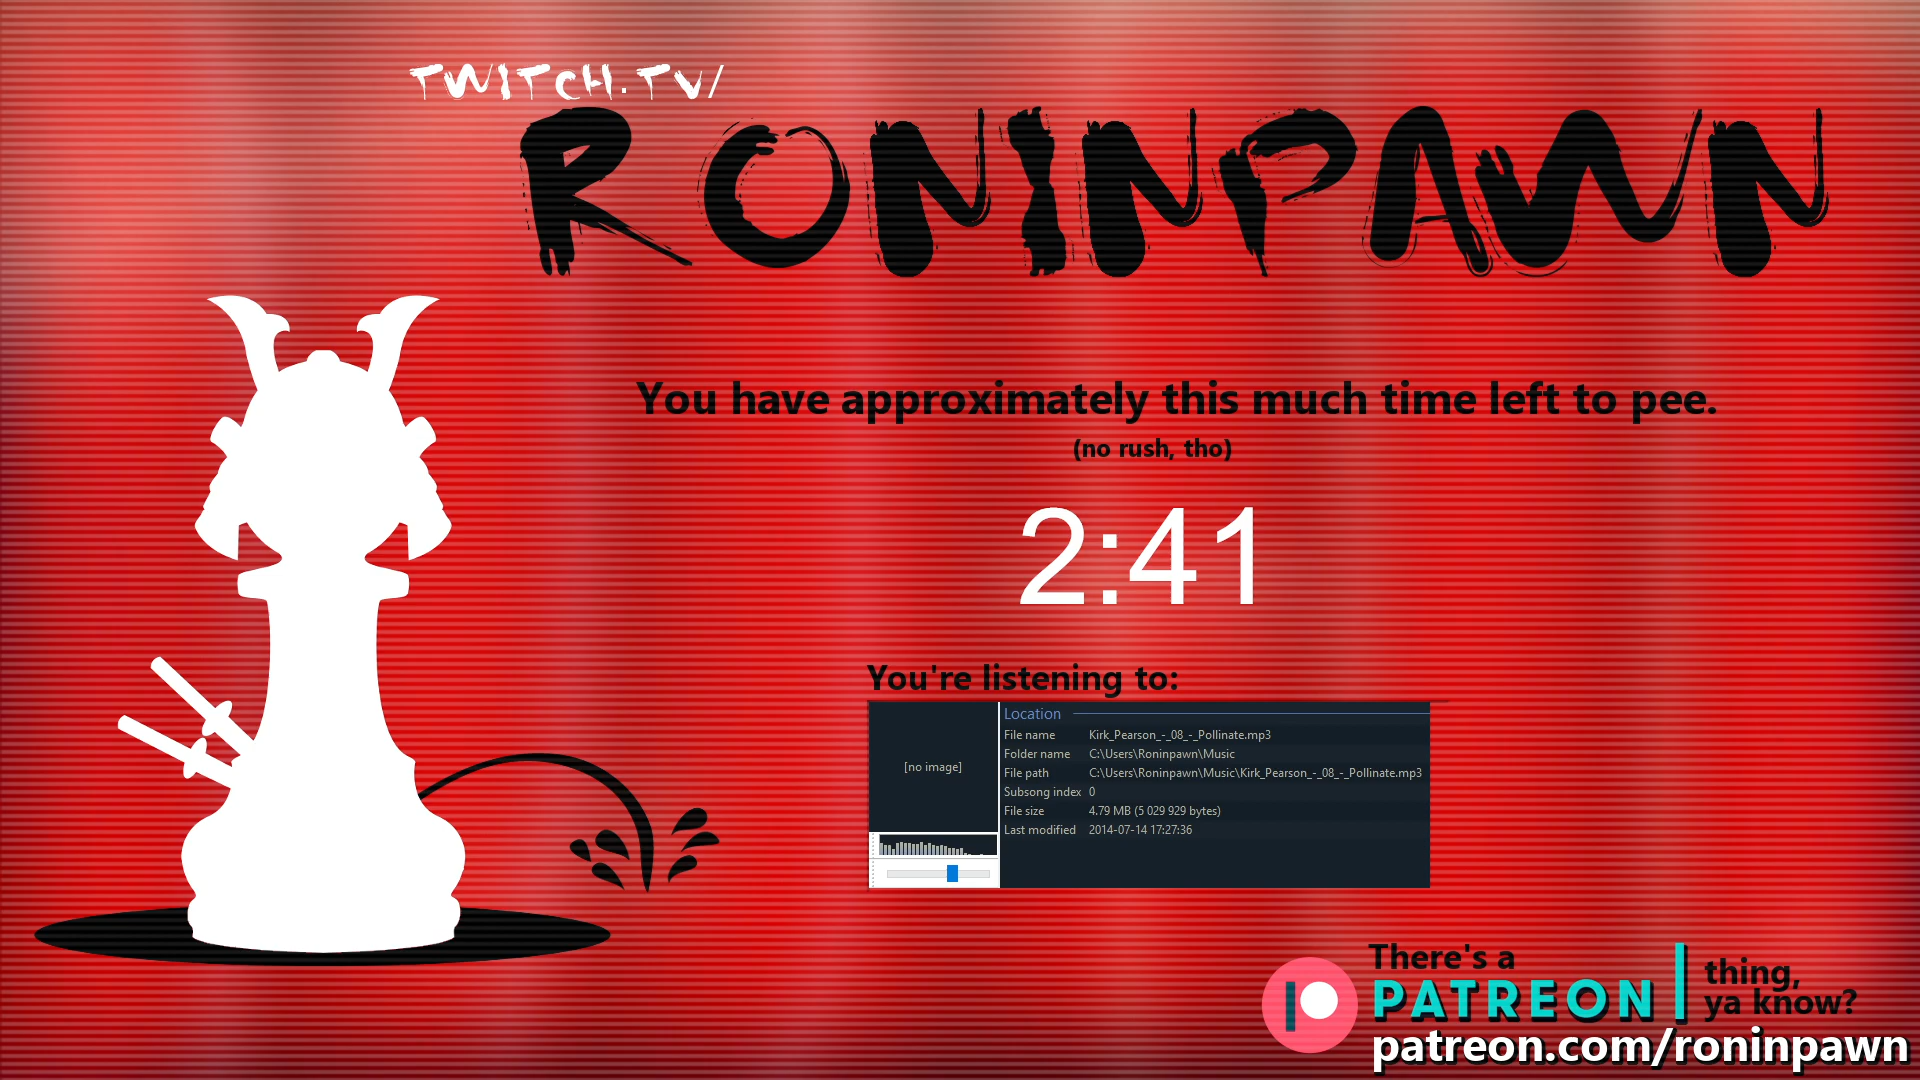 TWITCH.TV/
RONINPAWN
You have approximately this much time left to pee.
(no rush, tho)
2:41
You're listening to:
[no image]
Location
File name Kirk_Pearson_-_08_-_Pollinate.mp3
Folder name C:\Users\Roninpawn\Music
File path C:\Users\Roninpawn\Music\Kirk_Pearson_-_08_-_Pollinate.mp3
Subsong index 0
File size 4.79 MB (5 029 929 bytes)
Last modified 2014-07-14 17:27:36
There's a
PATREON
thing,
ya know?
patreon.com/roninpawn